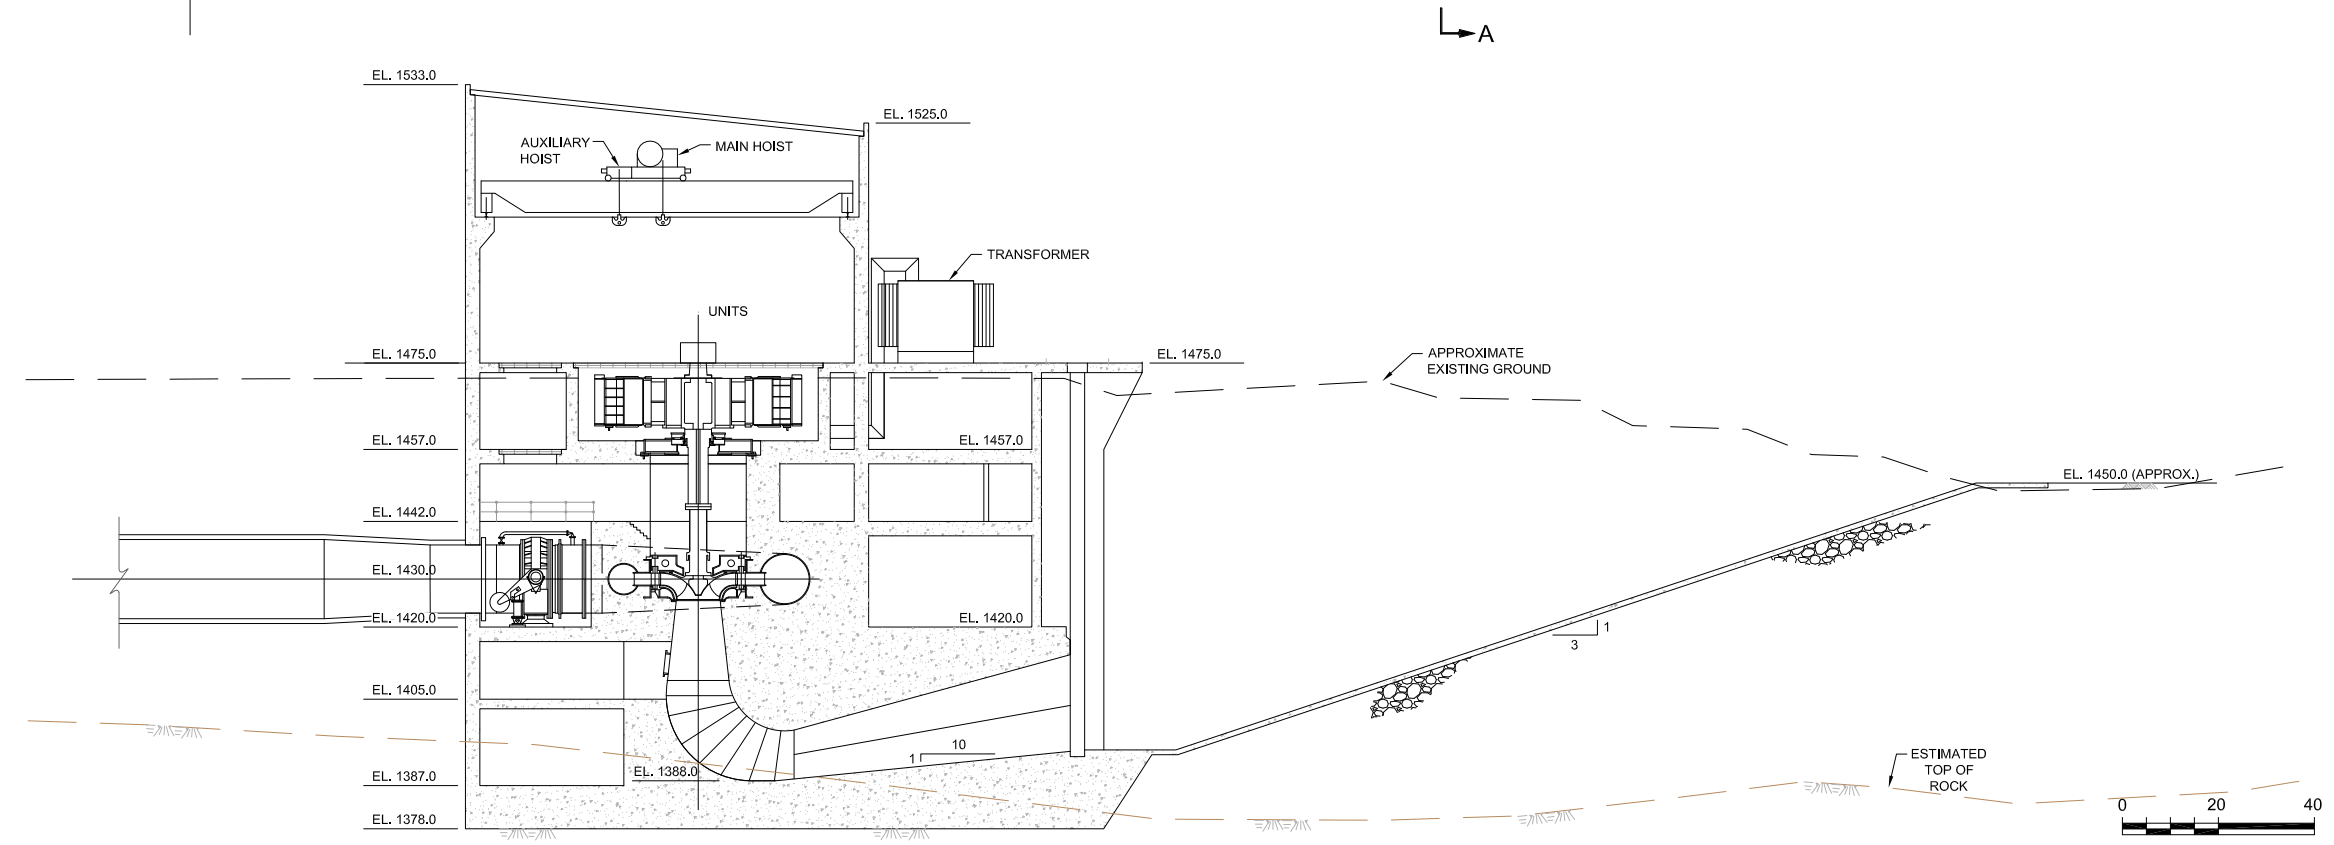 A
EL. 1533.0
EL. 1525.0
AUXILIARY
HOIST
MAIN HOIST
TRANSFORMER
UNITS
EL. 1475.0
EL. 1475.0
APPROXIMATE
EXISTING GROUND
EL. 1457.0
EL. 1457.0
EL. 1450.0 (APPROX.)
EL. 1442.0
EL. 1430.0
EL. 1420.0
EL. 1420.0
1
3
EL. 1405.0
10
1
EL. 1388.0
EL. 1387.0
ESTIMATED
TOP OF
ROCK
0 20 40
EL. 1378.0